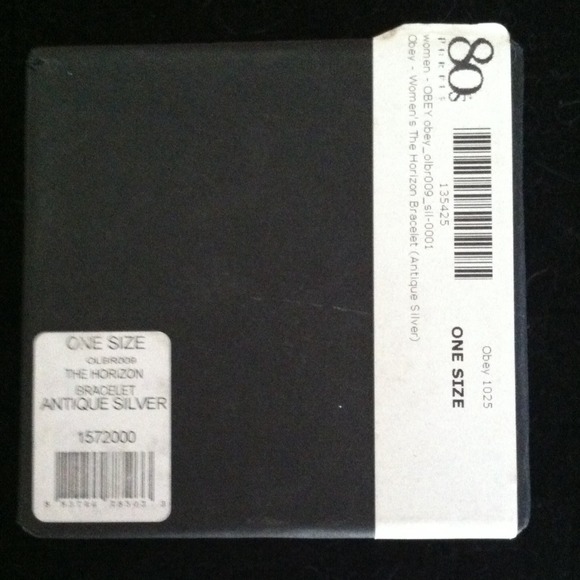 80's
PURPLE
women - OBEY obey_olbr009_sil-0001
Obey - Women's The Horizon Bracelet (Antique Silver)
135425
ONE SIZE
Obey 1025
ONE SIZE
OLBR009
THE HORIZON
BRACELET
ANTIQUE SILVER
1572000